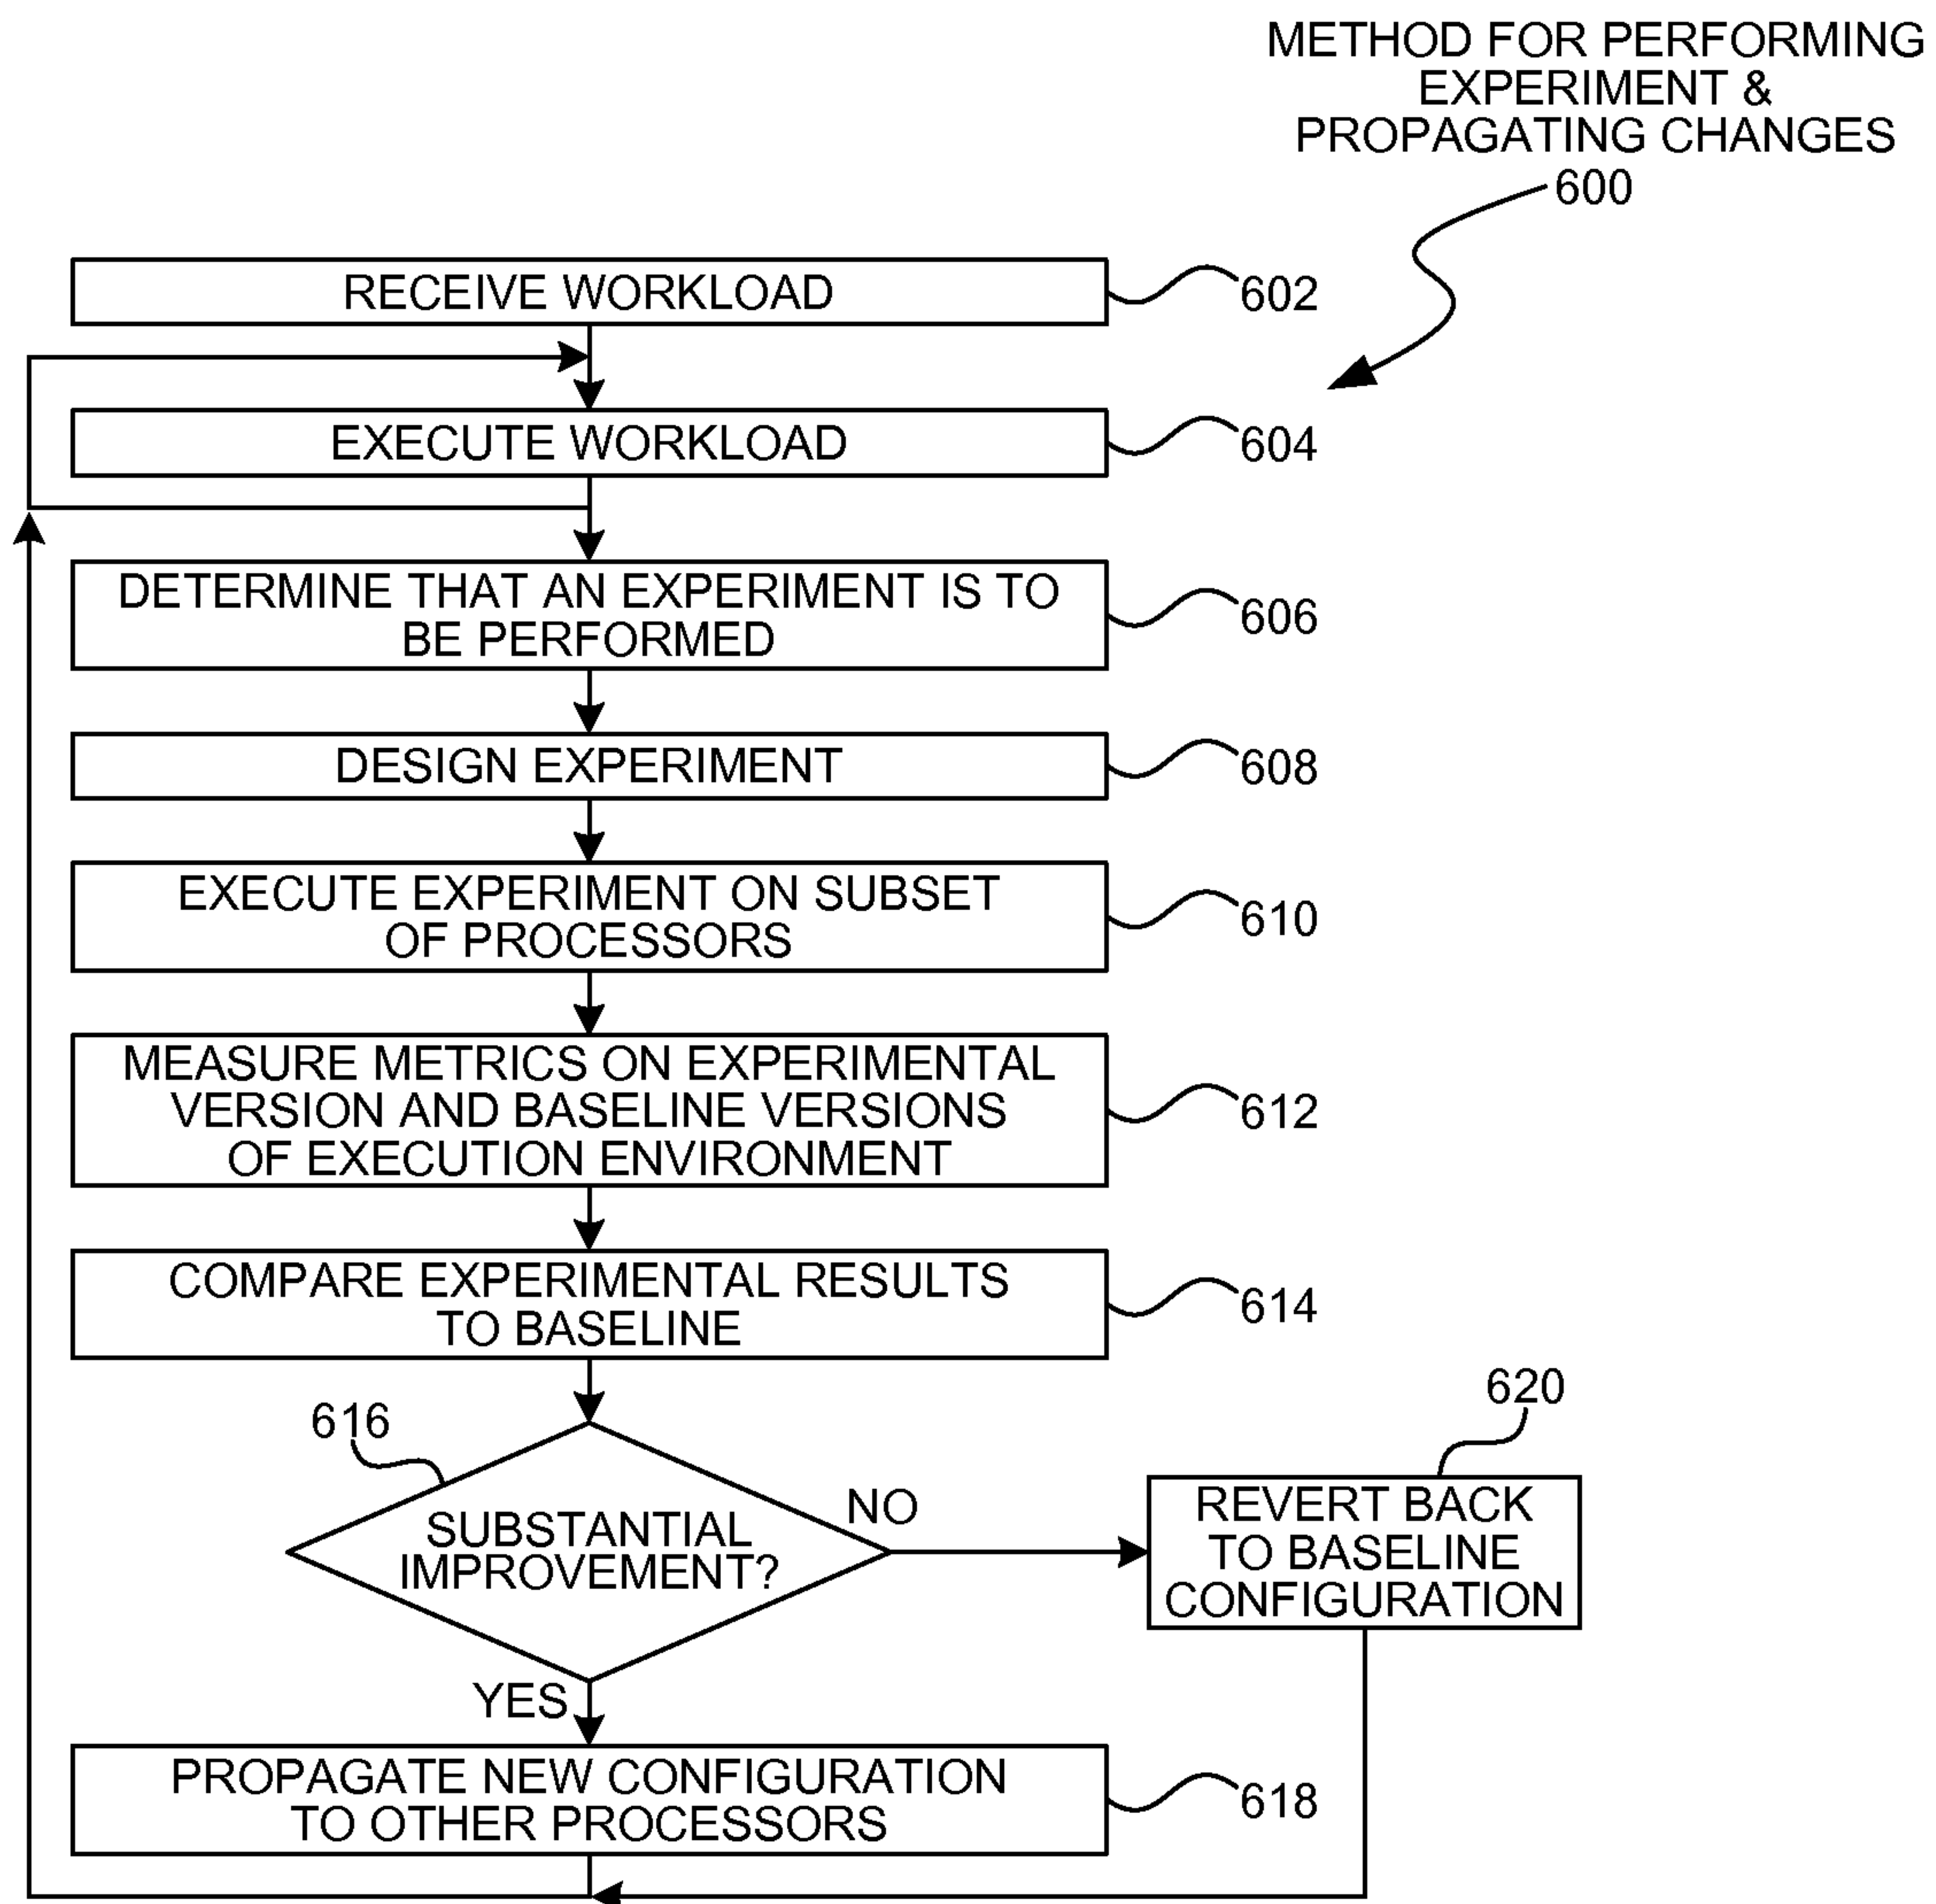 METHOD FOR PERFORMING
EXPERIMENT &
PROPAGATING CHANGES
600
RECEIVE WORKLOAD
602
EXECUTE WORKLOAD
604
DETERMINE THAT AN EXPERIMENT IS TO
BE PERFORMED
606
DESIGN EXPERIMENT
608
EXECUTE EXPERIMENT ON SUBSET
OF PROCESSORS
610
MEASURE METRICS ON EXPERIMENTAL
VERSION AND BASELINE VERSIONS
OF EXECUTION ENVIRONMENT
612
COMPARE EXPERIMENTAL RESULTS
TO BASELINE
614
616
SUBSTANTIAL
IMPROVEMENT?
NO
620
REVERT BACK
TO BASELINE
CONFIGURATION
YES
PROPAGATE NEW CONFIGURATION
TO OTHER PROCESSORS
618